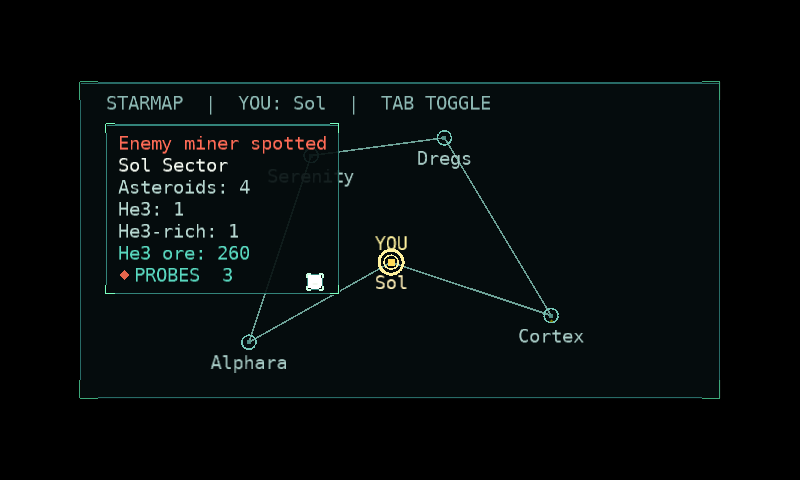 STARMAP | YOU: Sol | TAB TOGGLE
Enemy miner spotted
Sol Sector
Asteroids: 4
He3: 1
He3-rich: 1
He3 ore: 260
PROBES 3
Serenity
Dregs
YOU
Sol
Cortex
Alphara